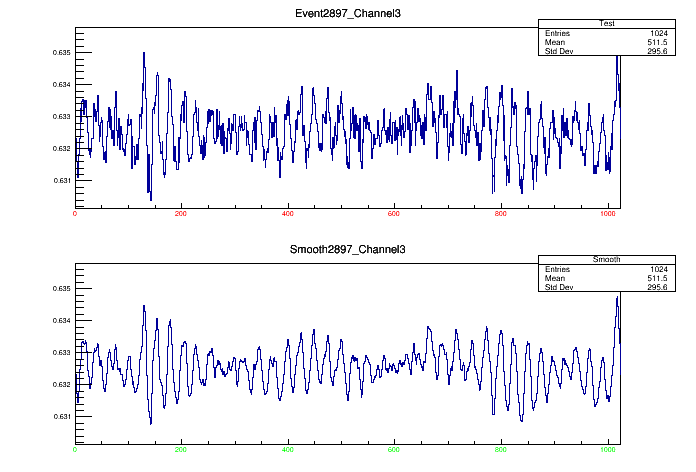 Event2897_Channel3
Test
Entries 1024
Mean 511.5
Std Dev 295.6
0.635
0.634
0.633
0.632
0.631
0 200 400 600 800 1000
Smooth2897_Channel3
Smooth
Entries 1024
Mean 511.5
Std Dev 295.6
0.635
0.634
0.633
0.632
0.631
0 200 400 600 800 1000